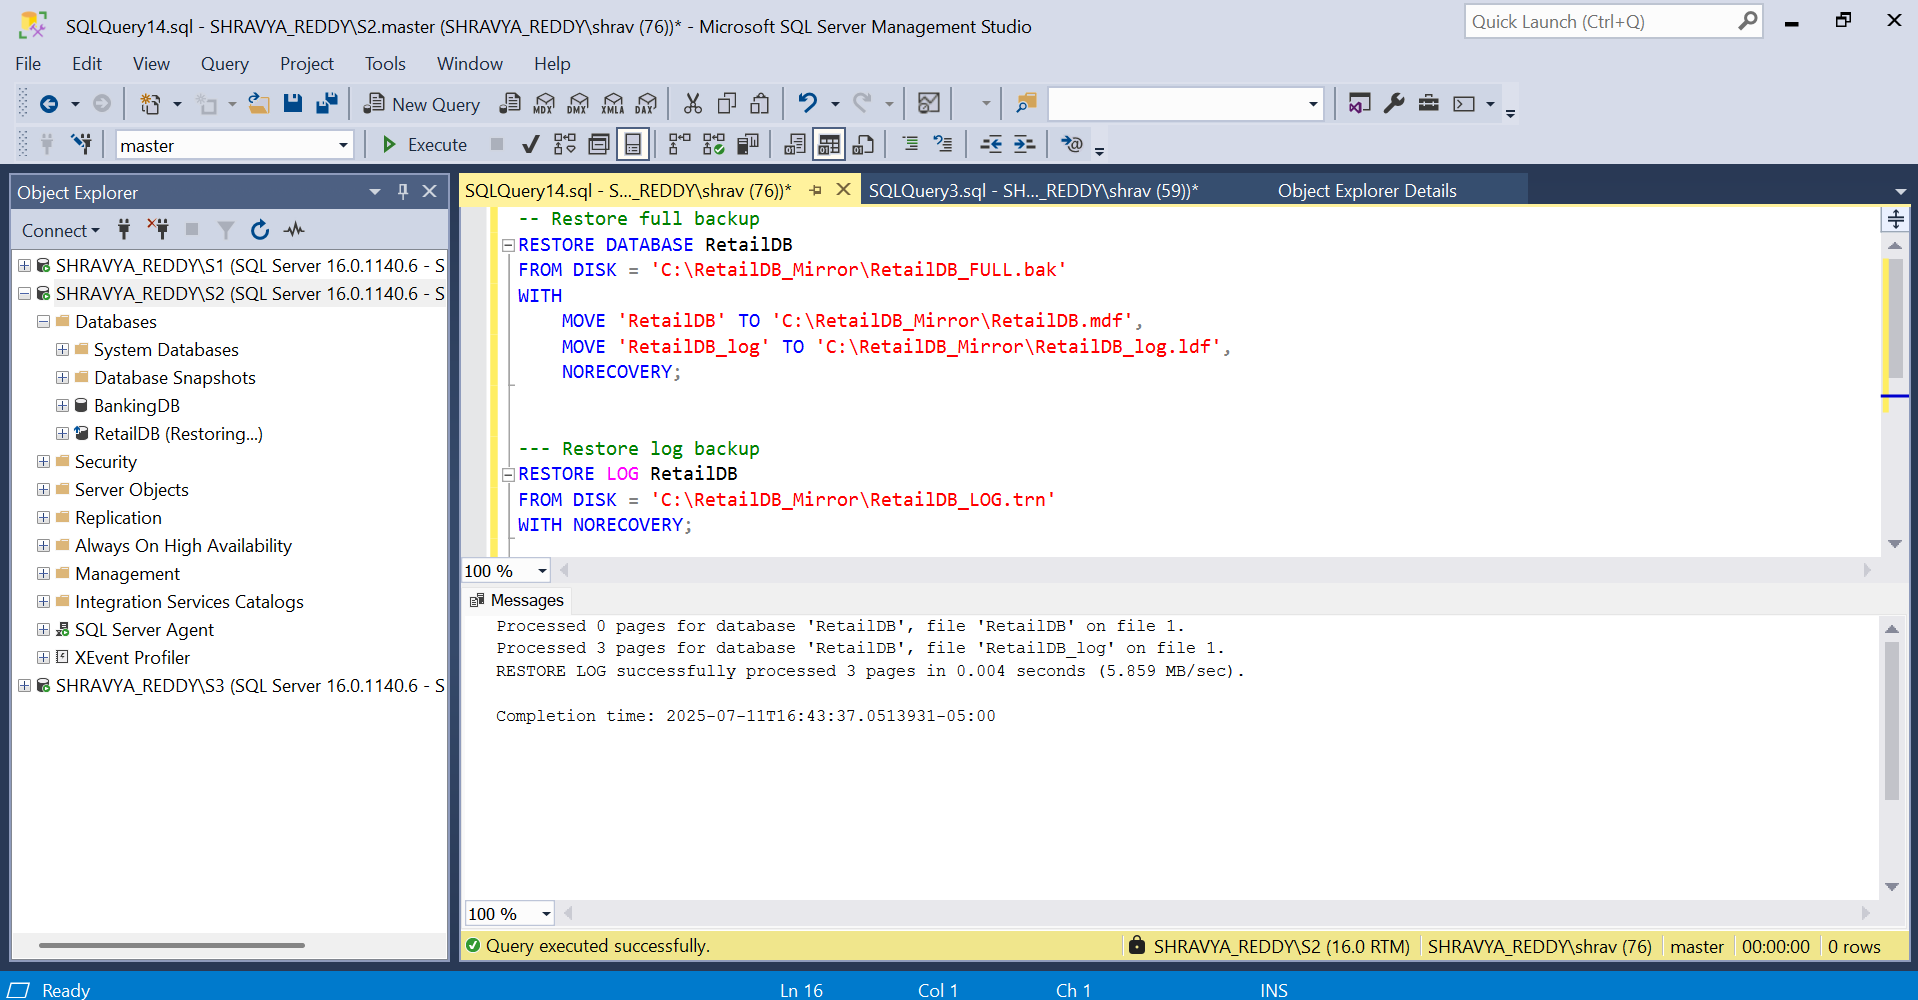 SQLQuery14.sql - SHRAVYA_REDDY\S2.master (SHRAVYA_REDDY\shrav (76))* - Microsoft SQL Server Management Studio
Quick Launch (Ctrl+Q)
File Edit View Query Project Tools Window Help
New Query MDX DMX XMLA DAX
master
Execute
Object Explorer
Connect
SHRAVYA_REDDY\S1 (SQL Server 16.0.1140.6 - S
SHRAVYA_REDDY\S2 (SQL Server 16.0.1140.6 - S
Databases
System Databases
Database Snapshots
BankingDB
RetailDB (Restoring...)
Security
Server Objects
Replication
Always On High Availability
Management
Integration Services Catalogs
SQL Server Agent
XEvent Profiler
SHRAVYA_REDDY\S3 (SQL Server 16.0.1140.6 - S
SQLQuery14.sql - S..._REDDY\shrav (76))*
SQLQuery3.sql - SH..._REDDY\shrav (59))*
Object Explorer Details
-- Restore full backup
RESTORE DATABASE RetailDB
FROM DISK = 'C:\RetailDB_Mirror\RetailDB_FULL.bak'
WITH
MOVE 'RetailDB' TO 'C:\RetailDB_Mirror\RetailDB.mdf',
MOVE 'RetailDB_log' TO 'C:\RetailDB_Mirror\RetailDB_log.ldf',
NORECOVERY;
--- Restore log backup
RESTORE LOG RetailDB
FROM DISK = 'C:\RetailDB_Mirror\RetailDB_LOG.trn'
WITH NORECOVERY;
100 %
Messages
Processed 0 pages for database 'RetailDB', file 'RetailDB' on file 1.
Processed 3 pages for database 'RetailDB', file 'RetailDB_log' on file 1.
RESTORE LOG successfully processed 3 pages in 0.004 seconds (5.859 MB/sec).
Completion time: 2025-07-11T16:43:37.0513931-05:00
100 %
Query executed successfully.
SHRAVYA_REDDY\S2 (16.0 RTM)
SHRAVYA_REDDY\shrav (76)
master
00:00:00
0 rows
Ready
Ln 16
Col 1
Ch 1
INS